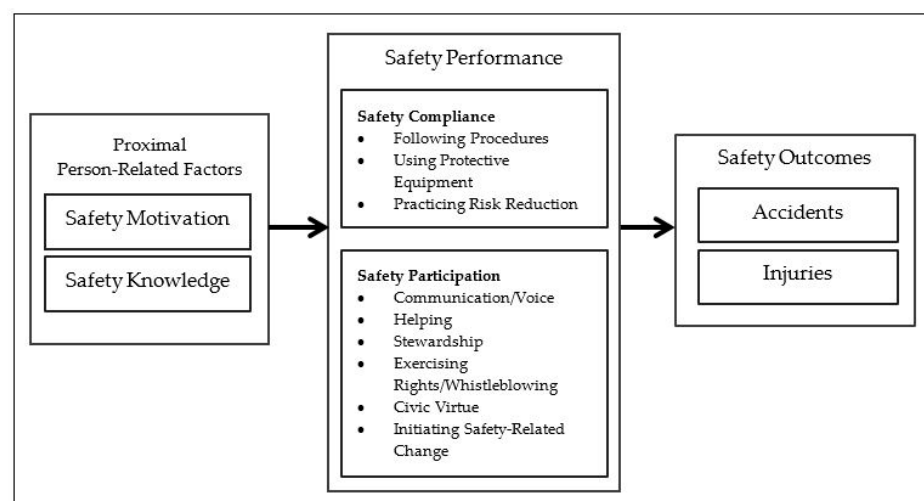 Proximal
Person-Related Factors
Safety Motivation
Safety Knowledge
Safety Performance
Safety Compliance
• Following Procedures
• Using Protective
Equipment
• Practicing Risk Reduction
Safety Participation
• Communication/Voice
• Helping
• Stewardship
• Exercising
Rights/Whistleblowing
• Civic Virtue
• Initiating Safety-Related
Change
Safety Outcomes
Accidents
Injuries